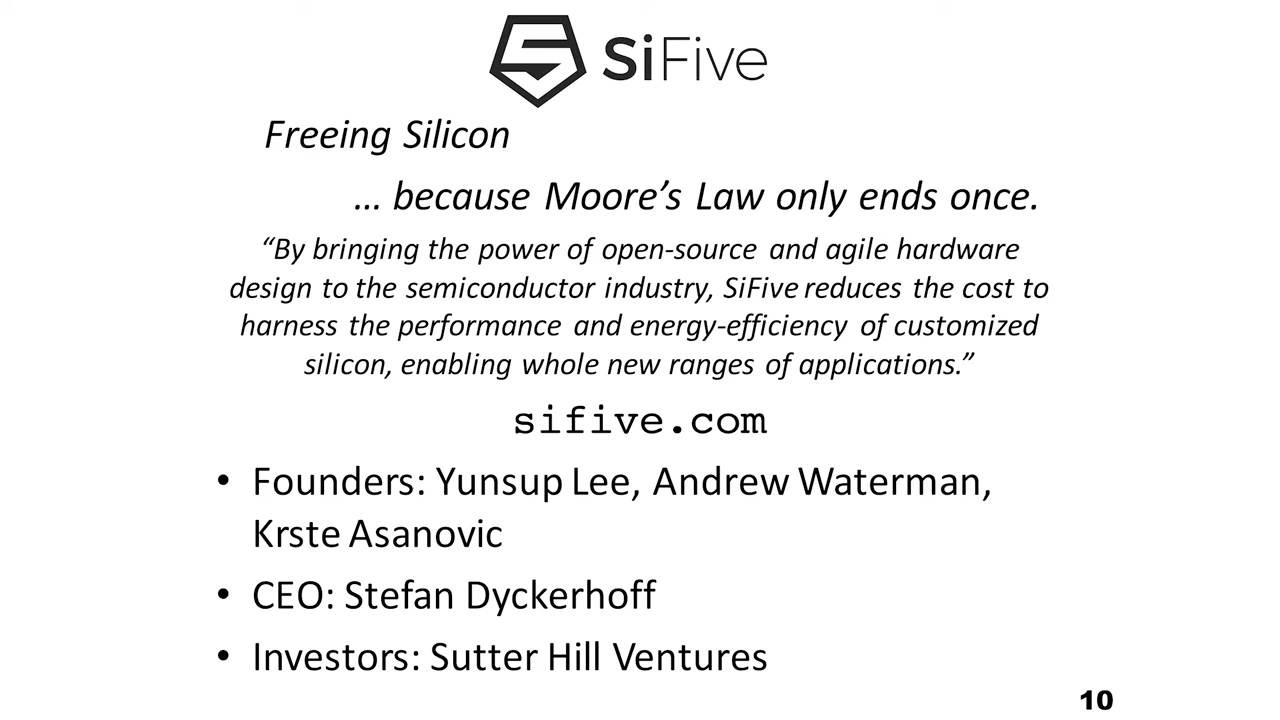 SiFive
Freeing Silicon
… because Moore’s Law only ends once.
“By bringing the power of open-source and agile hardware
design to the semiconductor industry, SiFive reduces the cost to
harness the performance and energy-efficiency of customized
silicon, enabling whole new ranges of applications.”
sifive.com
• Founders: Yunsup Lee, Andrew Waterman,
Krste Asanovic
• CEO: Stefan Dyckerhoff
• Investors: Sutter Hill Ventures
10